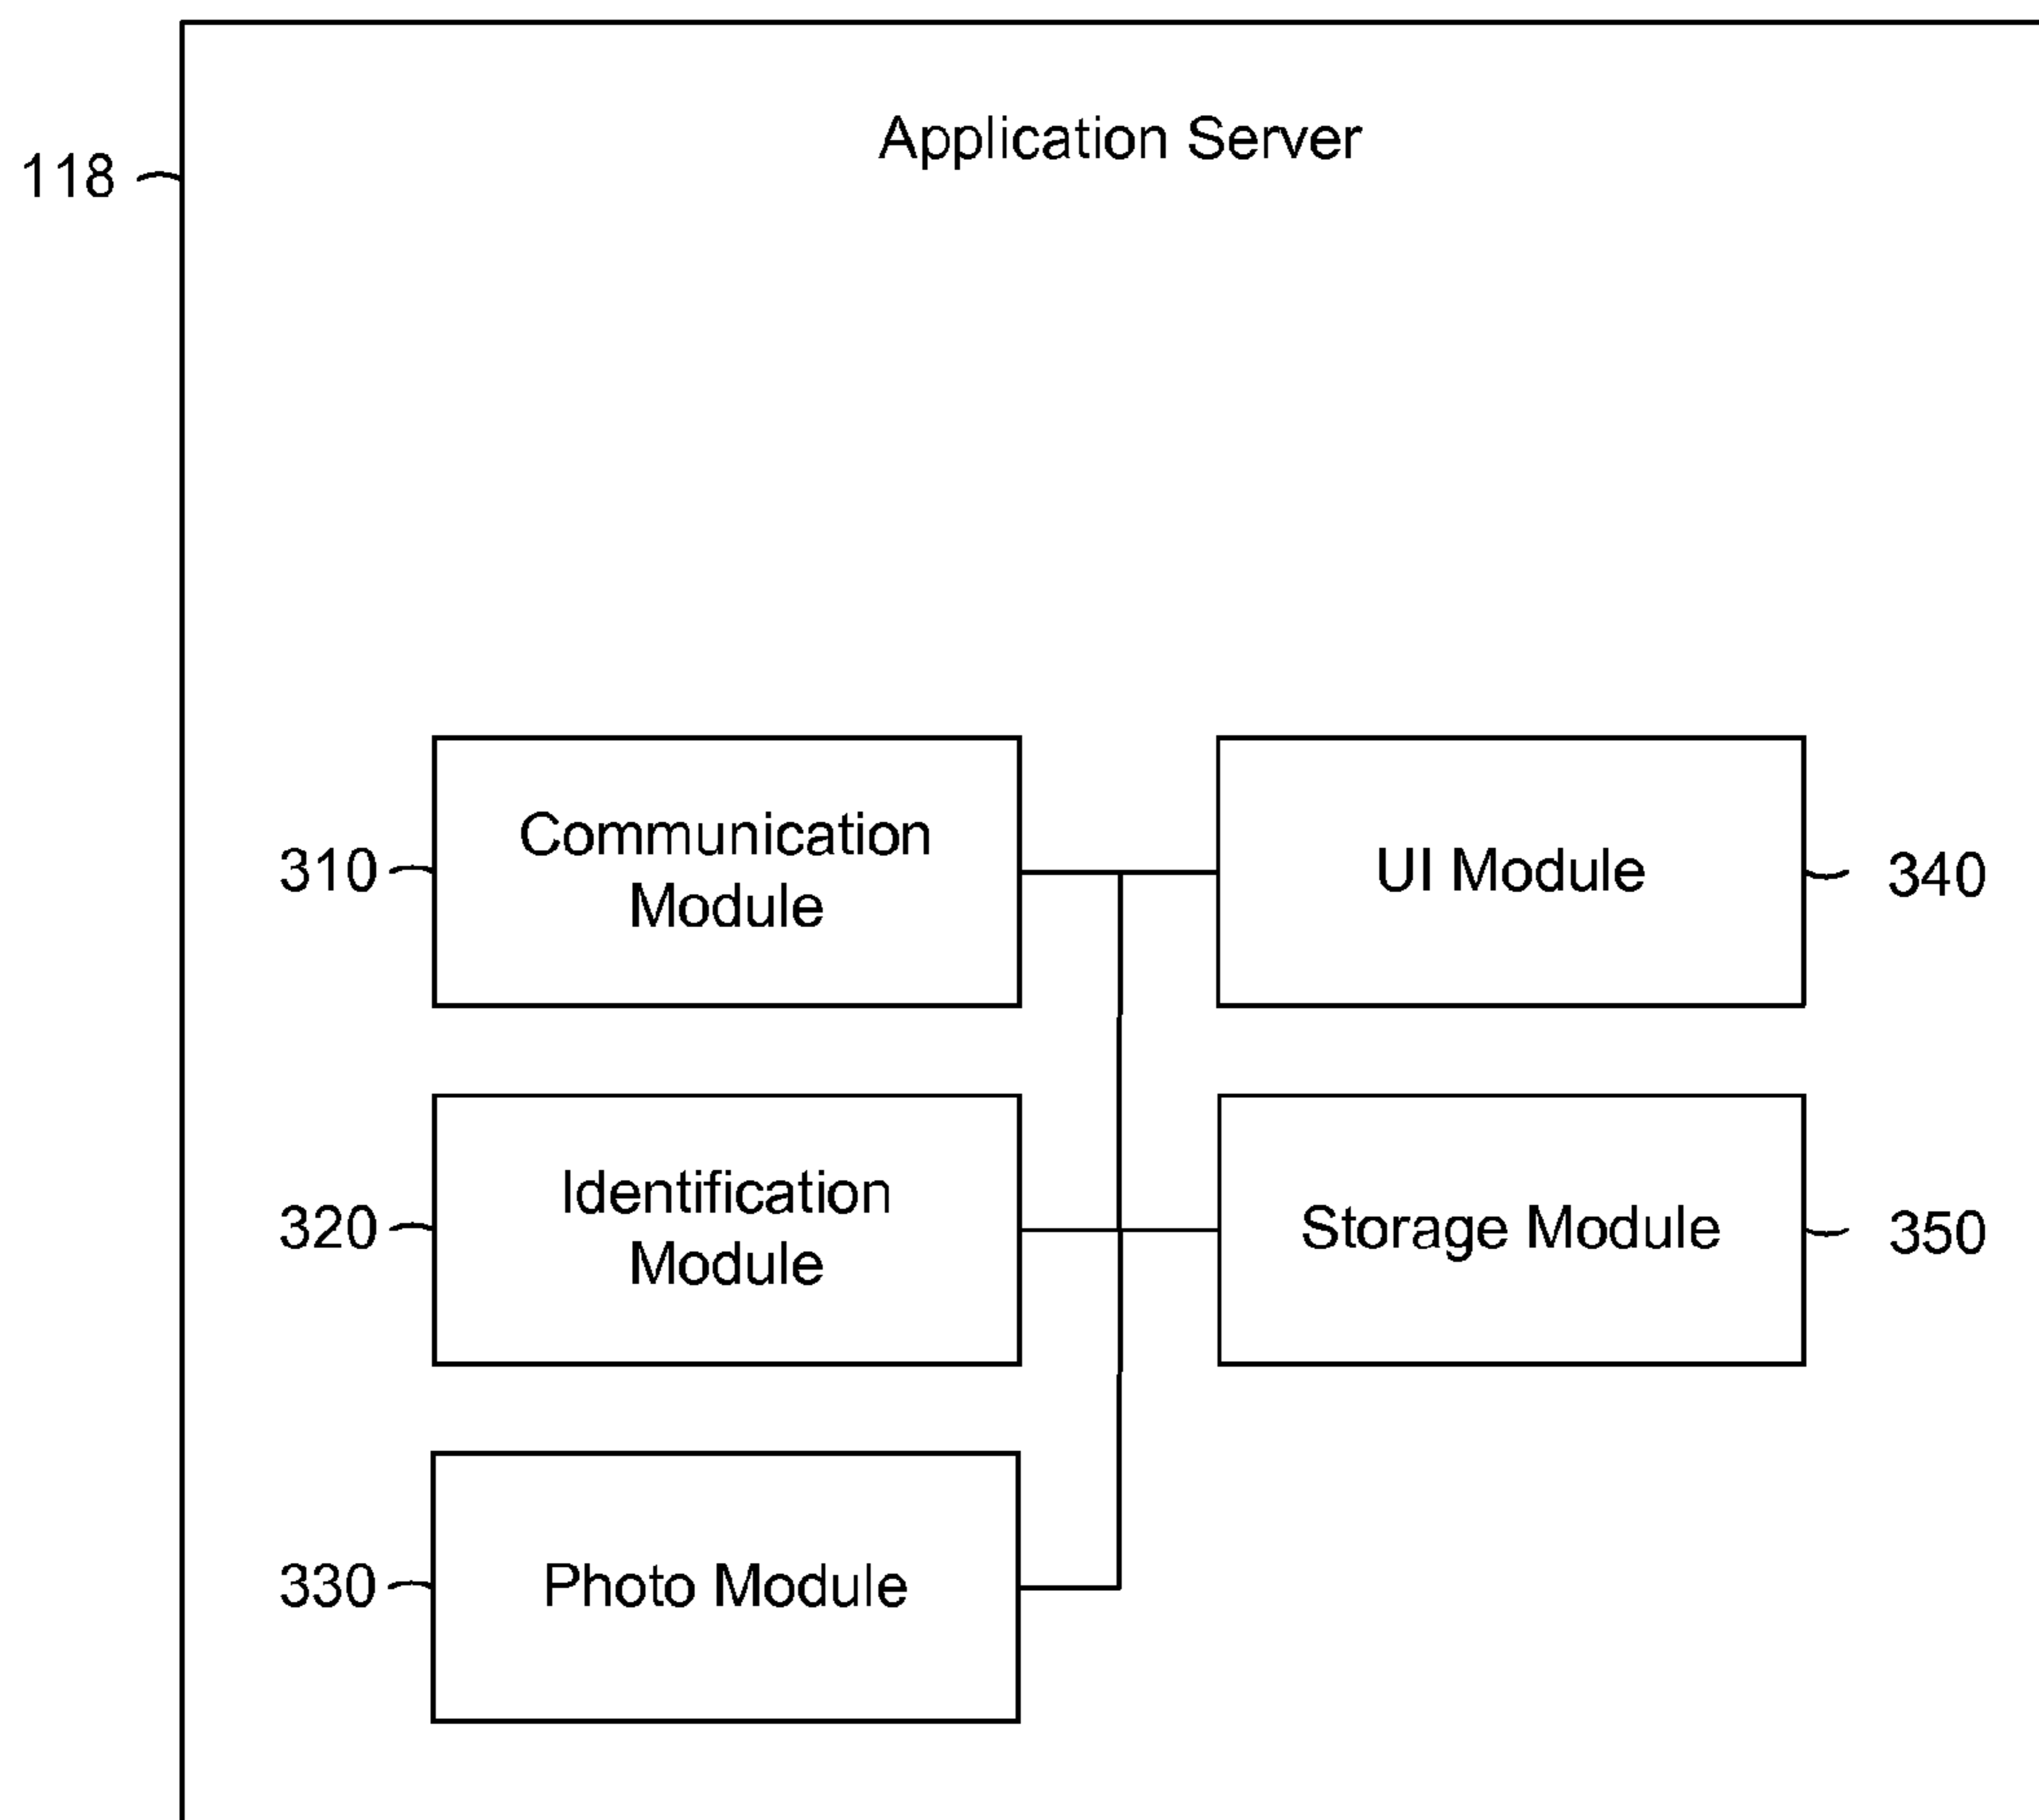 Application Server
118
Communication
Module
310
UI Module
340
Identification
Module
320
Storage Module
350
Photo Module
330